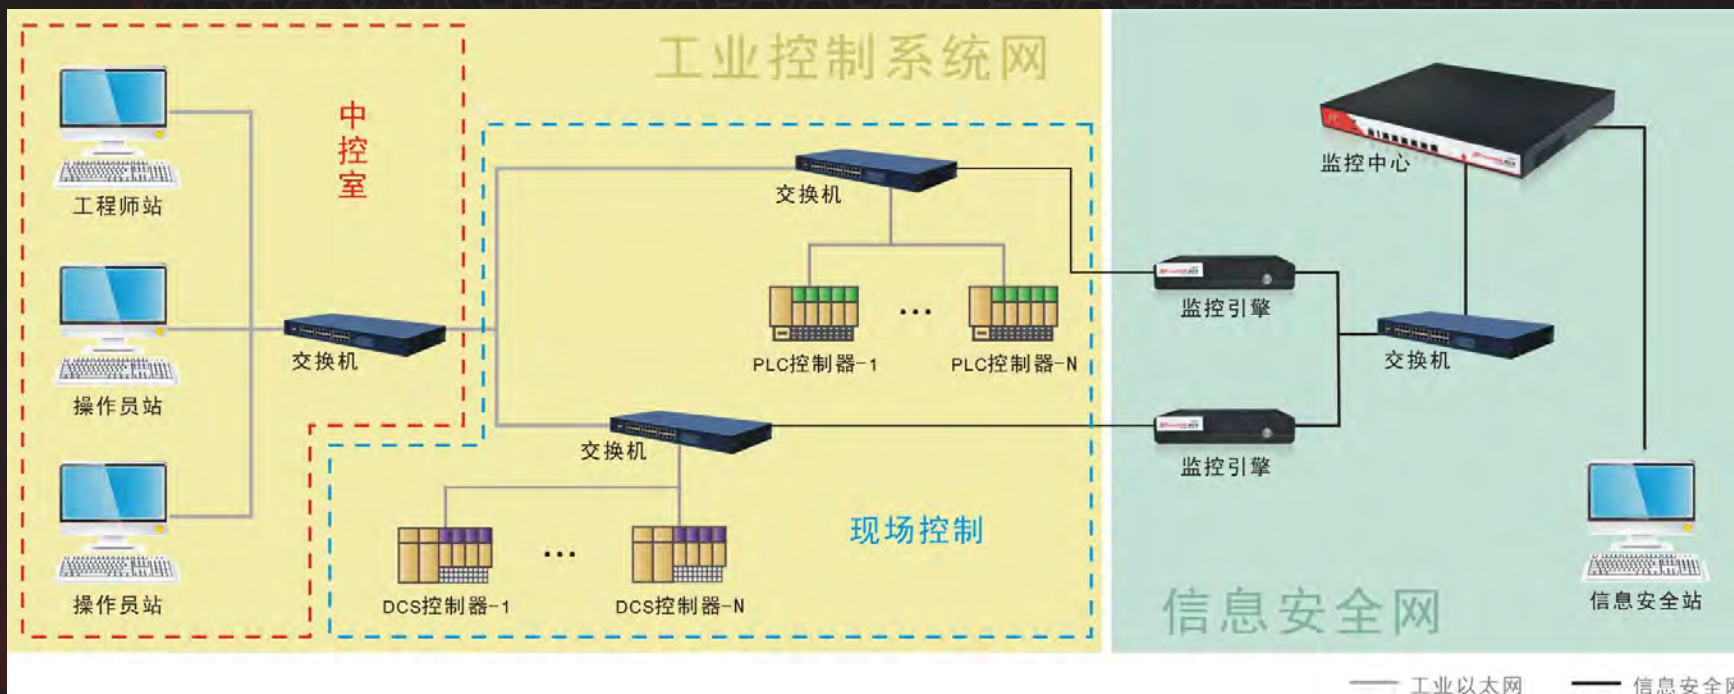 工业控制系统网
中控室
工程师站
操作员站
操作员站
交换机
交换机
PLC控制器-1
...
PLC控制器-N
交换机
DCS控制器-1
...
DCS控制器-N
现场控制
监控中心
监控引擎
交换机
监控引擎
信息安全站
信息安全网
工业以太网
信息安全网